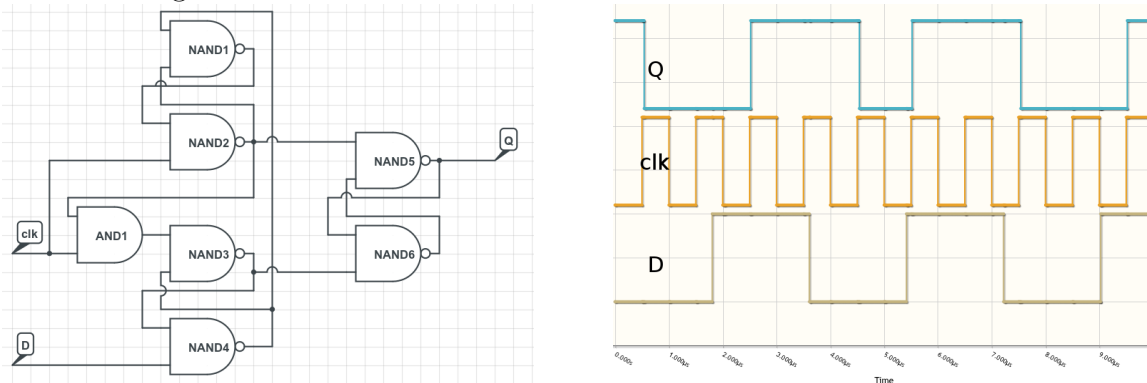 NAND1
NAND2
NAND5
Q
clk
AND1
NAND3
NAND6
D
NAND4
Q
clk
D
0.000s
1.000μs
2.000μs
3.000μs
4.000μs
5.000μs
6.000μs
7.000μs
8.000μs
9.000μs
Time